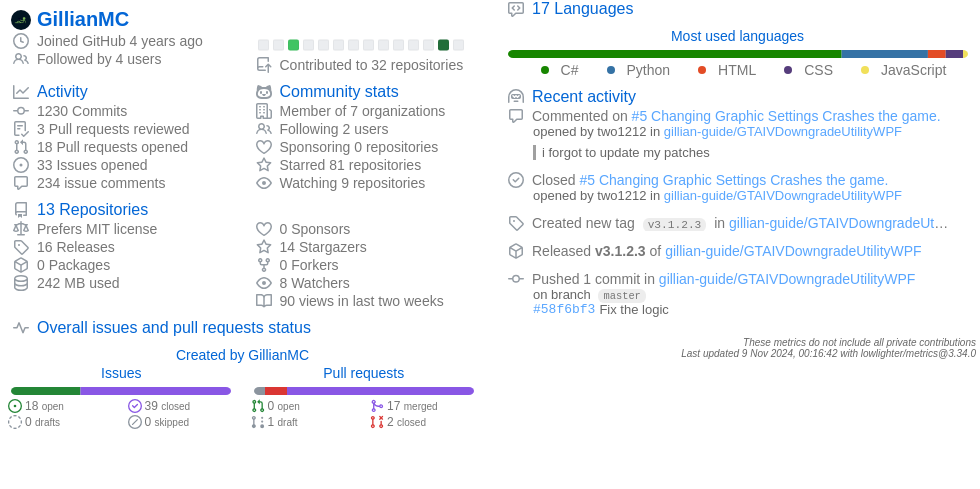 GillianMC
Joined GitHub 4 years ago
Followed by 4 users
Contributed to 32 repositories
Activity
1230 Commits
3 Pull requests reviewed
18 Pull requests opened
33 Issues opened
234 issue comments
Community stats
Member of 7 organizations
Following 2 users
Sponsoring 0 repositories
Starred 81 repositories
Watching 9 repositories
13 Repositories
Prefers MIT license
16 Releases
0 Packages
242 MB used
0 Sponsors
14 Stargazers
0 Forkers
8 Watchers
90 views in last two weeks
Overall issues and pull requests status
Created by GillianMC
Issues
18 open
39 closed
0 drafts
0 skipped
Pull requests
0 open
17 merged
1 draft
2 closed
17 Languages
Most used languages
C# Python HTML CSS JavaScript
Recent activity
Commented on #5 Changing Graphic Settings Crashes the game.
opened by two1212 in gillian-guide/GTAIVDowngradeUtilityWPF
i forgot to update my patches
Closed #5 Changing Graphic Settings Crashes the game.
opened by two1212 in gillian-guide/GTAIVDowngradeUtilityWPF
Created new tag v3.1.2.3 in gillian-guide/GTAIVDowngradeUt…
Released v3.1.2.3 of gillian-guide/GTAIVDowngradeUtilityWPF
Pushed 1 commit in gillian-guide/GTAIVDowngradeUtilityWPF
on branch master
#58f6bf3 Fix the logic
These metrics do not include all private contributions
Last updated 9 Nov 2024, 00:16:42 with lowlighter/metrics@3.34.0